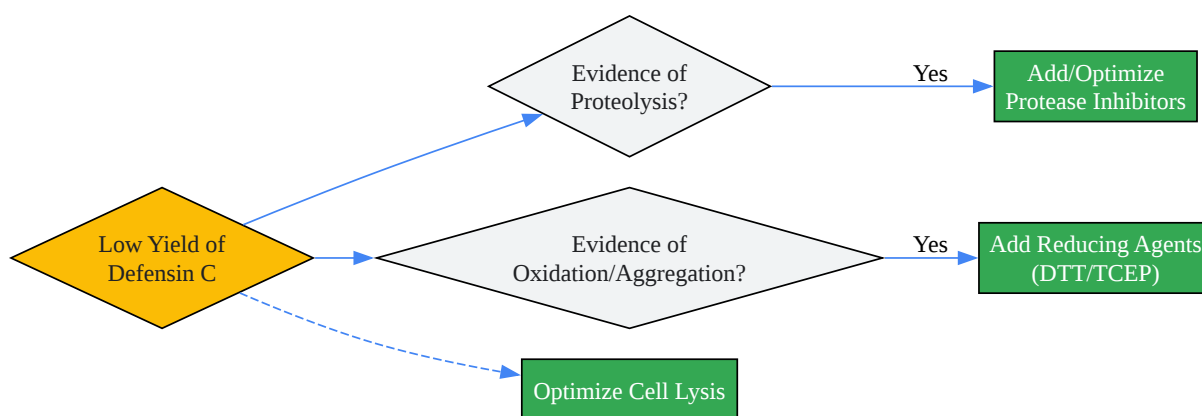 Evidence of
Proteolysis?
Yes
Add/Optimize
Protease Inhibitors
Low Yield of
Defensin C
Evidence of
Oxidation/Aggregation?
Yes
Add Reducing Agents
(DTT/TCEP)
Optimize Cell Lysis